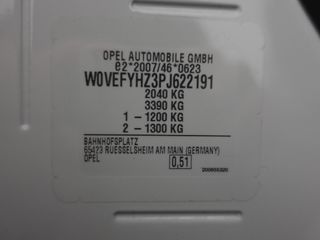 OPEL AUTOMOBILE GMBH
e2*2007/46*0623
W0VEFYHZ3PJ622191
2040 KG
3390 KG
1 - 1200 KG
2 - 1300 KG
BAHNHOFSPLATZ
65423 RUESSELSHEIM AM MAIN (GERMANY)
OPEL 0,51